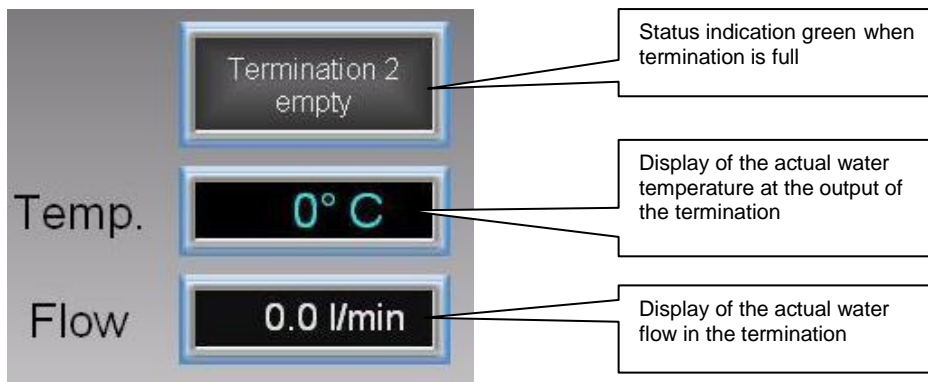 Termination 2
empty
Status indication green when
termination is full
Temp.
0° C
Display of the actual water
temperature at the output of
the termination
Flow
0.0 l/min
Display of the actual water
flow in the termination